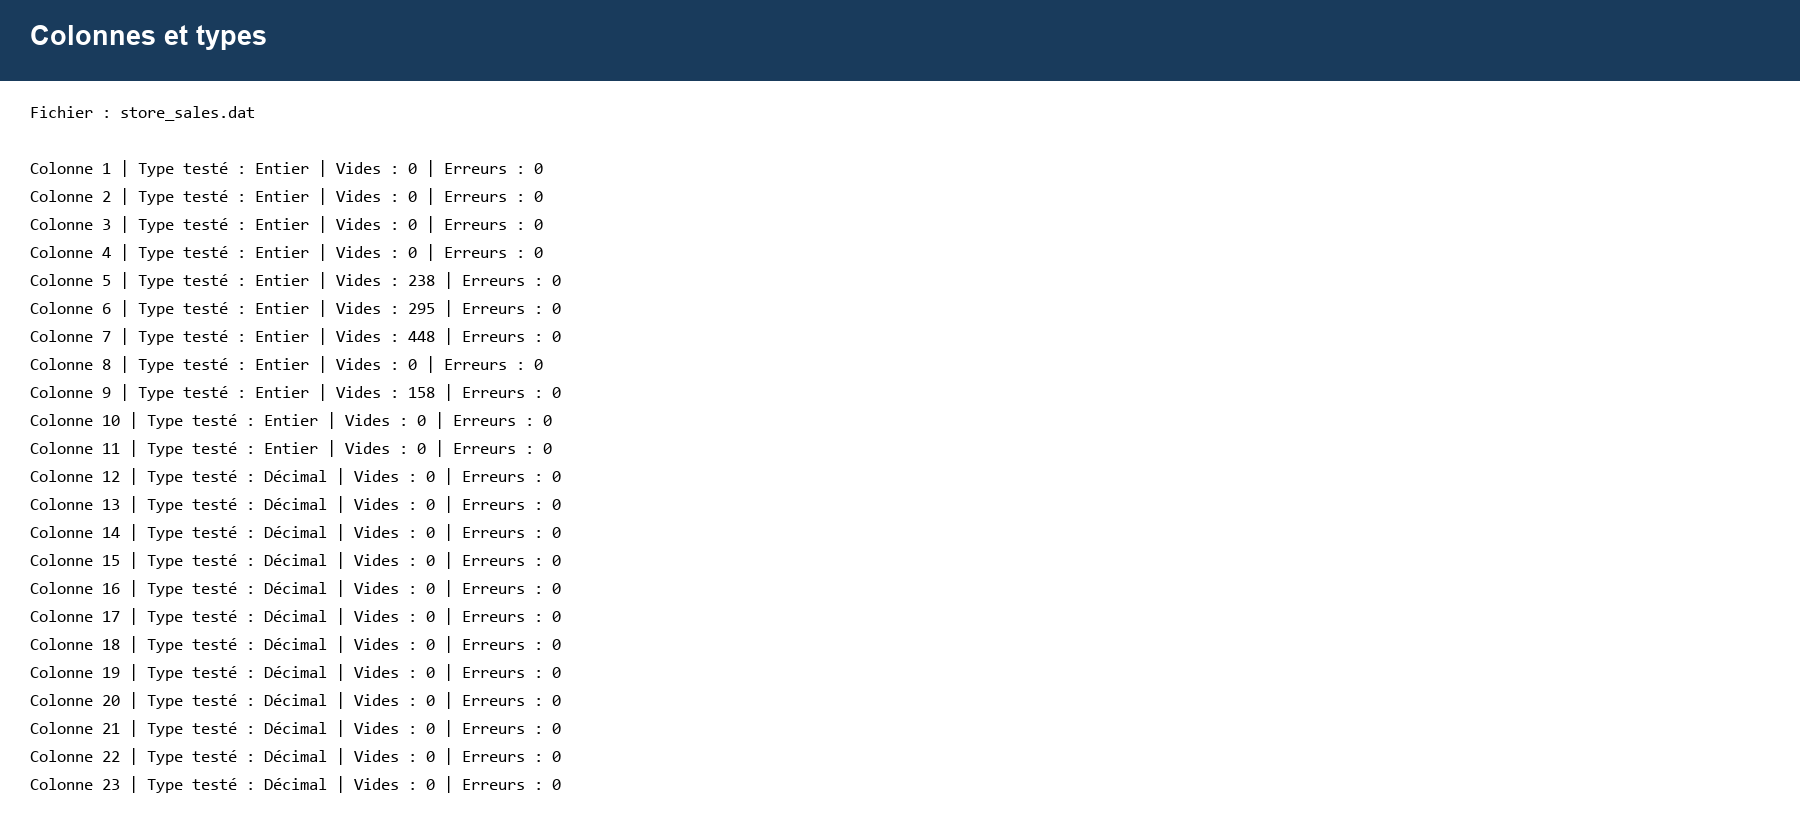 Colonnes et types
Fichier : store_sales.dat
Colonne 1 | Type testé : Entier | Vides : 0 | Erreurs : 0
Colonne 2 | Type testé : Entier | Vides : 0 | Erreurs : 0
Colonne 3 | Type testé : Entier | Vides : 0 | Erreurs : 0
Colonne 4 | Type testé : Entier | Vides : 0 | Erreurs : 0
Colonne 5 | Type testé : Entier | Vides : 238 | Erreurs : 0
Colonne 6 | Type testé : Entier | Vides : 295 | Erreurs : 0
Colonne 7 | Type testé : Entier | Vides : 448 | Erreurs : 0
Colonne 8 | Type testé : Entier | Vides : 0 | Erreurs : 0
Colonne 9 | Type testé : Entier | Vides : 158 | Erreurs : 0
Colonne 10 | Type testé : Entier | Vides : 0 | Erreurs : 0
Colonne 11 | Type testé : Entier | Vides : 0 | Erreurs : 0
Colonne 12 | Type testé : Décimal | Vides : 0 | Erreurs : 0
Colonne 13 | Type testé : Décimal | Vides : 0 | Erreurs : 0
Colonne 14 | Type testé : Décimal | Vides : 0 | Erreurs : 0
Colonne 15 | Type testé : Décimal | Vides : 0 | Erreurs : 0
Colonne 16 | Type testé : Décimal | Vides : 0 | Erreurs : 0
Colonne 17 | Type testé : Décimal | Vides : 0 | Erreurs : 0
Colonne 18 | Type testé : Décimal | Vides : 0 | Erreurs : 0
Colonne 19 | Type testé : Décimal | Vides : 0 | Erreurs : 0
Colonne 20 | Type testé : Décimal | Vides : 0 | Erreurs : 0
Colonne 21 | Type testé : Décimal | Vides : 0 | Erreurs : 0
Colonne 22 | Type testé : Décimal | Vides : 0 | Erreurs : 0
Colonne 23 | Type testé : Décimal | Vides : 0 | Erreurs : 0